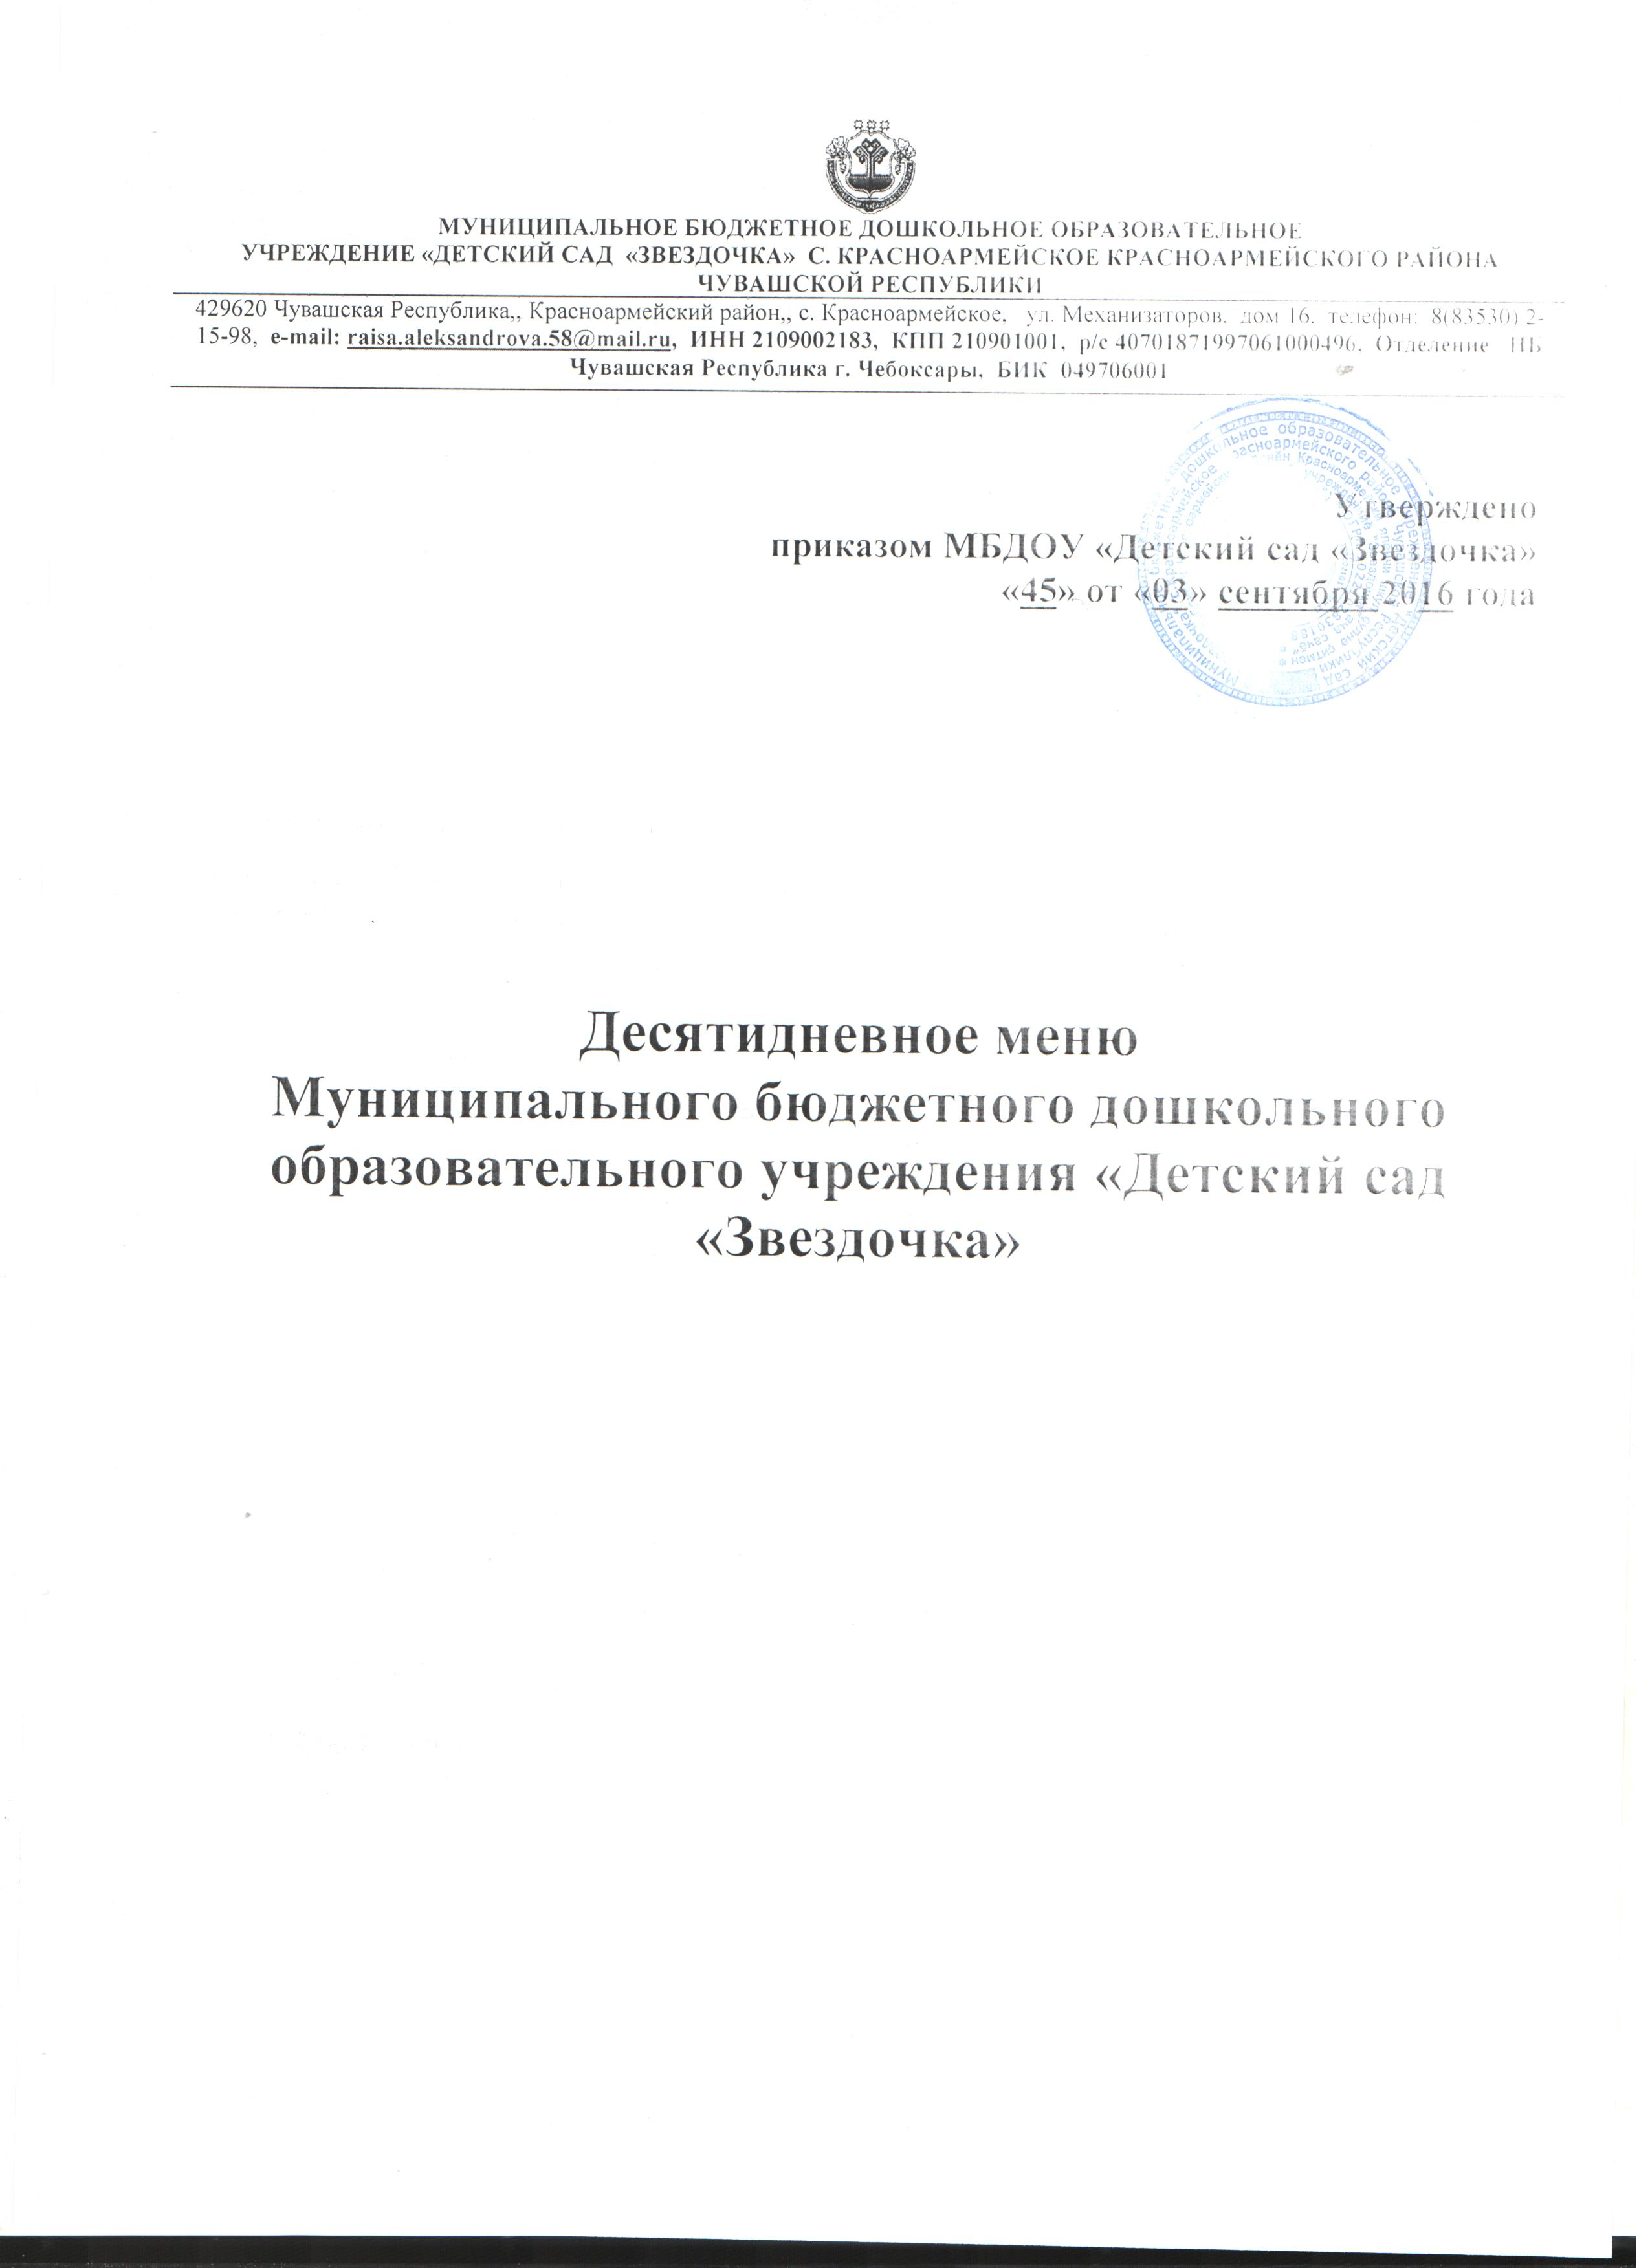 МУНИЦИПАЛЬНОЕ БЮДЖЕТНОЕ ДОШКОЛЬНОЕ ОБРАЗОВАТЕЛЬНОЕ
УЧРЕЖДЕНИЕ «ДЕТСКИЙ САД «ЗВЕЗДОЧКА» С. КРАСНОАРМЕЙСКОЕ КРАСНОАРМЕЙСКОГО РАЙОНА
ЧУВАШСКОЙ РЕСПУБЛИКИ
429620 Чувашская Республика,, Красноармейский район,, с. Красноармейское, ул. Механизаторов, дом 16, телефон: 8(83530) 2-
15-98, e-mail: raisa.aleksandrova.58@mail.ru, ИНН 2109002183, КПП 210901001, р/с 40701871997061000496, Отделение НБ
Чувашская Республика г. Чебоксары, БИК 049706001
Утверждено
приказом МБДОУ «Детский сад «Звездочка»
«45» от «03» сентября 2016 года
Десятидневное меню
Муниципального бюджетного дошкольного
образовательного учреждения «Детский сад
«Звездочка»